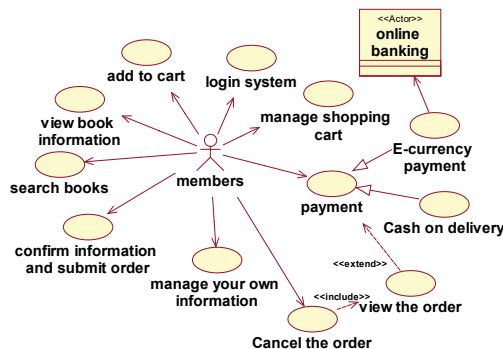 <<Actor>>
online
banking
add to cart
login system
view book
information
manage shopping
cart
E-currency
payment
search books
members
payment
Cash on delivery
confirm information
and submit order
manage your own
information
<<extend>>
<<include>>
view the order
Cancel the order